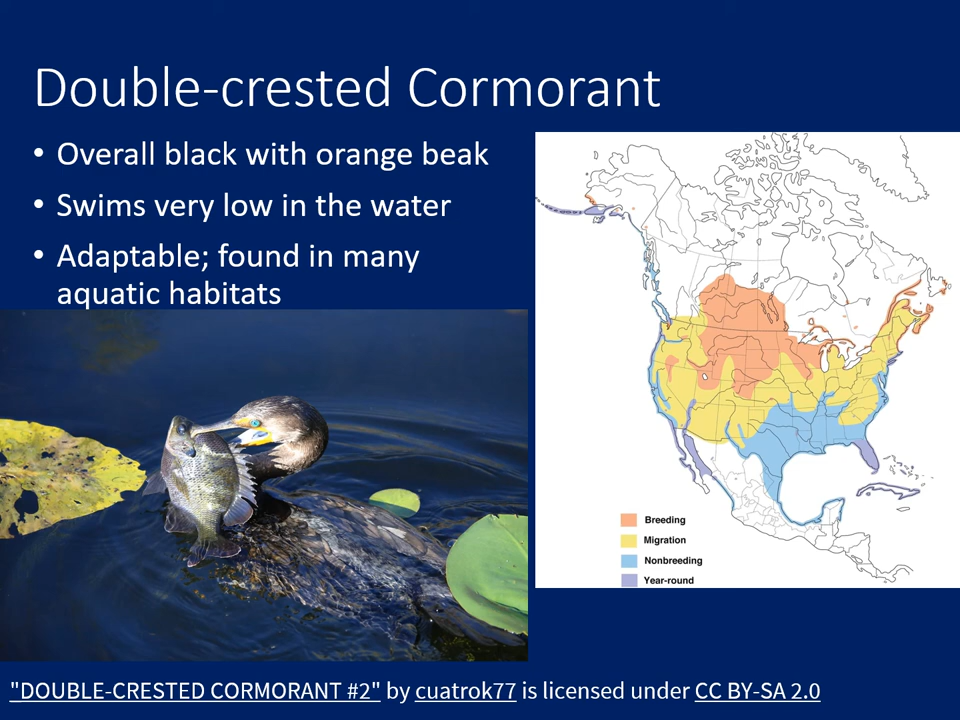 Double-crested Cormorant
• Overall black with orange beak
• Swims very low in the water
• Adaptable; found in many
aquatic habitats
Breeding
Migration
Nonbreeding
Year-round
"DOUBLE-CRESTED CORMORANT #2" by cuatrok77 is licensed under CC BY-SA 2.0